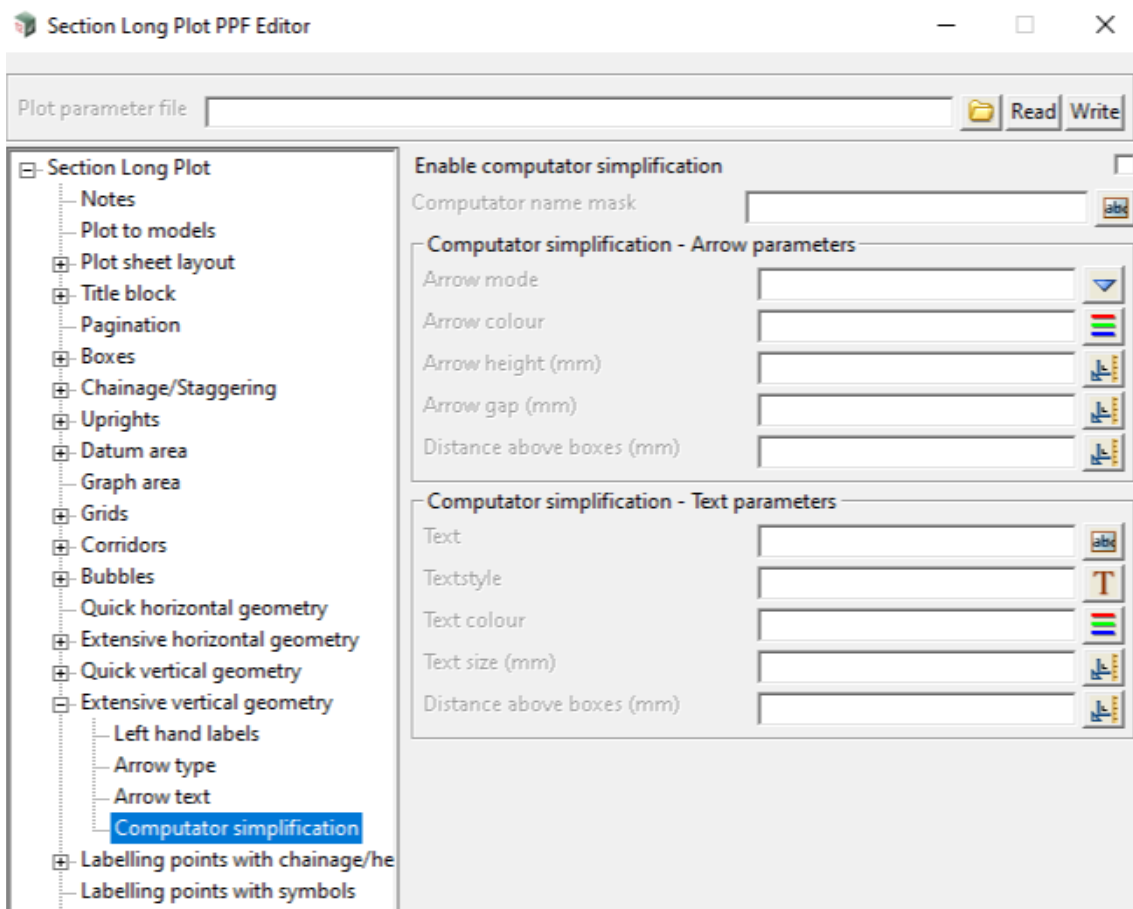 Section Long Plot PPF Editor
Plot parameter file
Read
Write
Section Long Plot
Notes
Plot to models
Plot sheet layout
Title block
Pagination
Boxes
Chainage/Staggering
Uprights
Datum area
Graph area
Grids
Corridors
Bubbles
Quick horizontal geometry
Extensive horizontal geometry
Quick vertical geometry
Extensive vertical geometry
Left hand labels
Arrow type
Arrow text
Computator simplification
Labelling points with chainage/he
Labelling points with symbols
Enable computator simplification
Computator name mask
abc
Computator simplification - Arrow parameters
Arrow mode
Arrow colour
Arrow height (mm)
Arrow gap (mm)
Distance above boxes (mm)
Computator simplification - Text parameters
Text
abc
Textstyle
T
Text colour
Text size (mm)
Distance above boxes (mm)